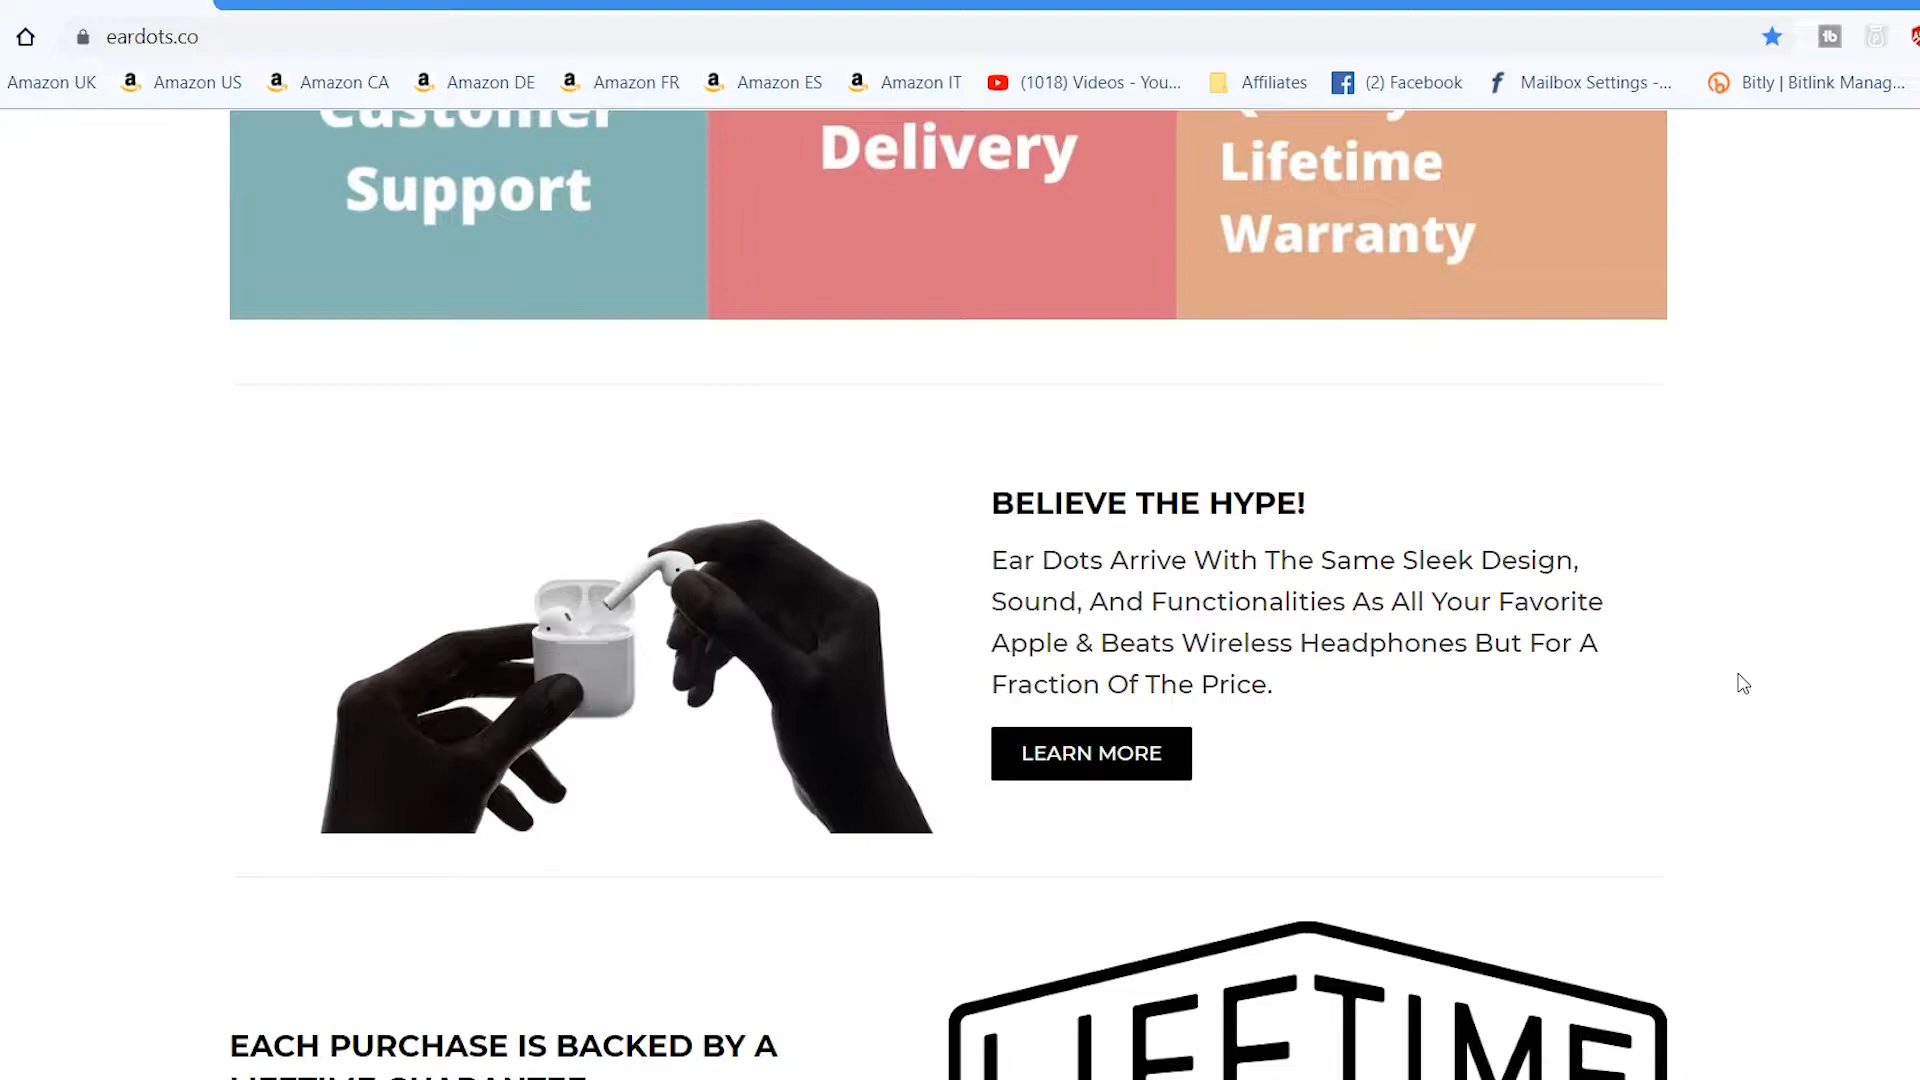 eardots.co
Amazon UK Amazon US Amazon CA Amazon DE Amazon FR Amazon ES Amazon IT (1018) Videos - You... Affiliates (2) Facebook Mailbox Settings -... Bitly | Bitlink Manag...
Customer
Support
Delivery
Lifetime
Warranty
BELIEVE THE HYPE!
Ear Dots Arrive With The Same Sleek Design,
Sound, And Functionalities As All Your Favorite
Apple & Beats Wireless Headphones But For A
Fraction Of The Price.
LEARN MORE
EACH PURCHASE IS BACKED BY A
LIFETIME GUARANTEE
LIFETIME